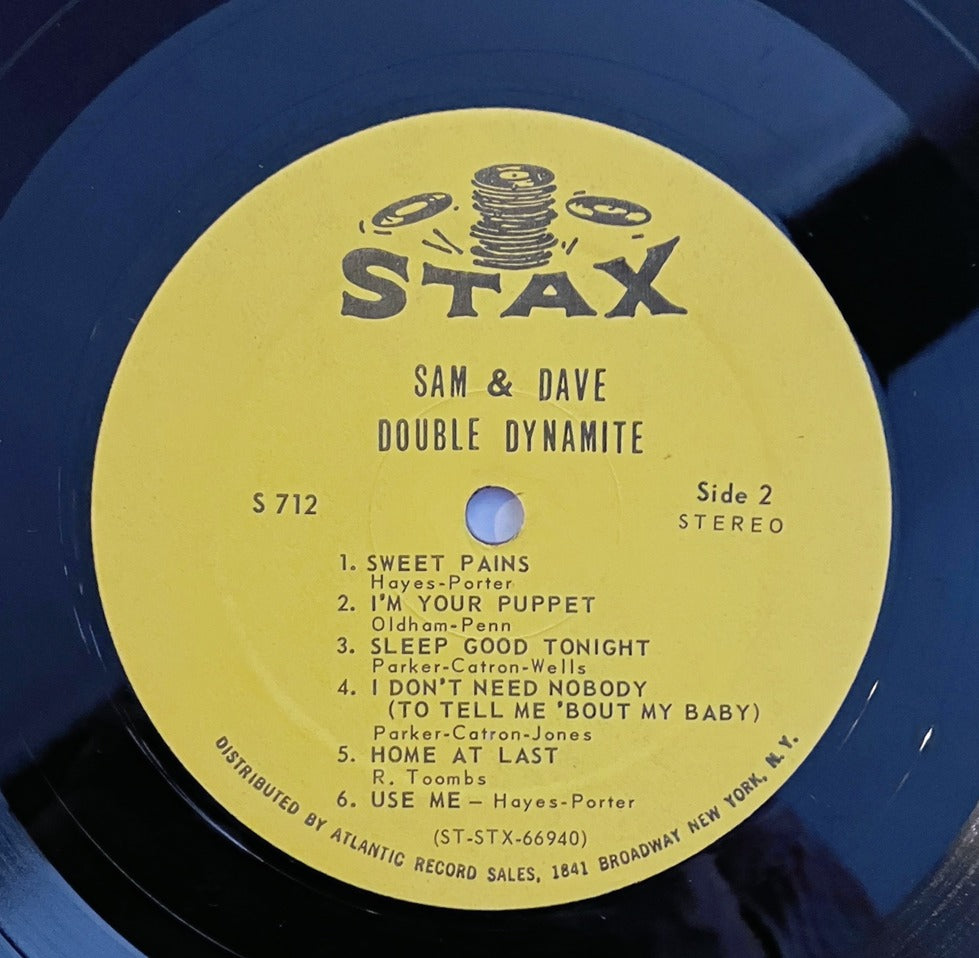 STAX
SAM & DAVE
DOUBLE DYNAMITE
S 712
Side 2
STEREO
1. SWEET PAINS
Hayes-Porter
2. I'M YOUR PUPPET
Oldham-Penn
3. SLEEP GOOD TONIGHT
Parker-Catron-Wells
4. I DON'T NEED NOBODY
(TO TELL ME 'BOUT MY BABY)
Parker-Catron-Jones
5. HOME AT LAST
R. Toombs
6. USE ME — Hayes-Porter
(ST-STX-66940)
DISTRIBUTED BY ATLANTIC RECORD SALES, 1841 BROADWAY NEW YORK, N. Y.